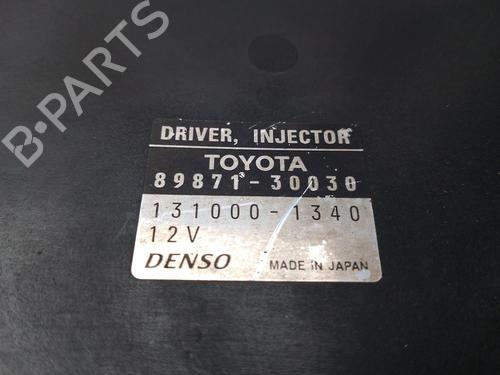 B-PARTS
DRIVER, INJECTOR
TOYOTA
89871-30030
131000-1340
12V
DENSO MADE IN JAPAN